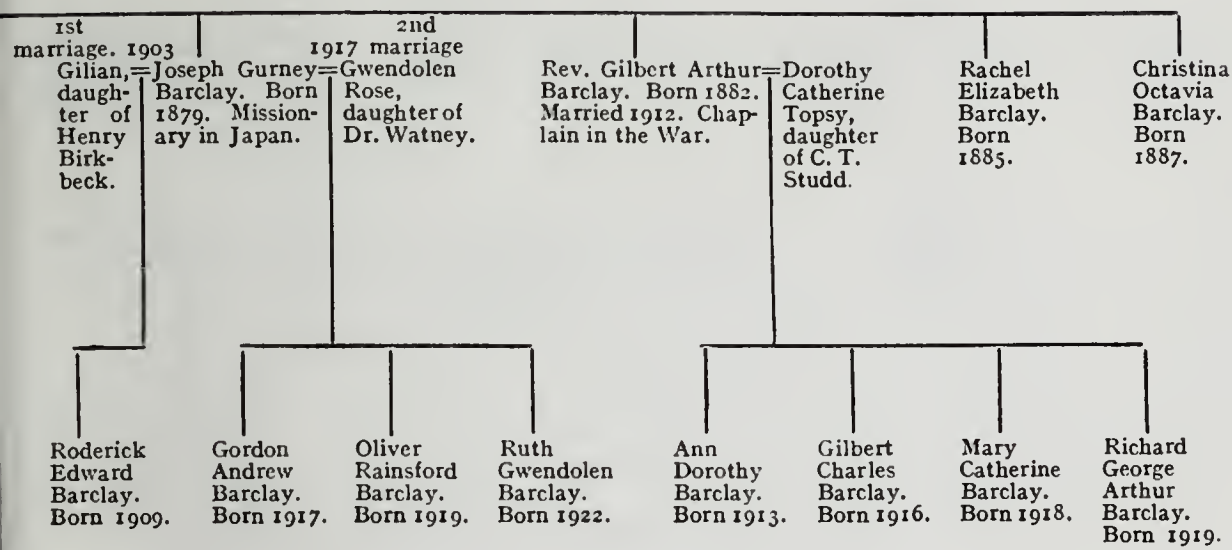 1st
marriage. 1903
Gilian,=Joseph Gurney=Gwendolen
daugh-
ter of
Henry
Birk-
beck.
Barclay. Born
1879. Mission-
ary in Japan.
2nd
1917 marriage
Rose,
daughter of
Dr. Watney.
Rev. Gilbert Arthur=Dorothy
Barclay. Born 1882.
Married 1912. Chap-
lain in the War.
Catherine
Topsy,
daughter
of C. T.
Studd.
Rachel
Elizabeth
Barclay.
Born
1885.
Christina
Octavia
Barclay.
Born
1887.
Roderick
Edward
Barclay.
Born 1909.
Gordon
Andrew
Barclay.
Born 1917.
Oliver
Rainsford
Barclay.
Born 1919.
Ruth
Gwendolen
Barclay.
Born 1922.
Ann
Dorothy
Barclay.
Born 1913.
Gilbert
Charles
Barclay.
Born 1916.
Mary
Catherine
Barclay.
Born 1918.
Richard
George
Arthur
Barclay.
Born 1919.